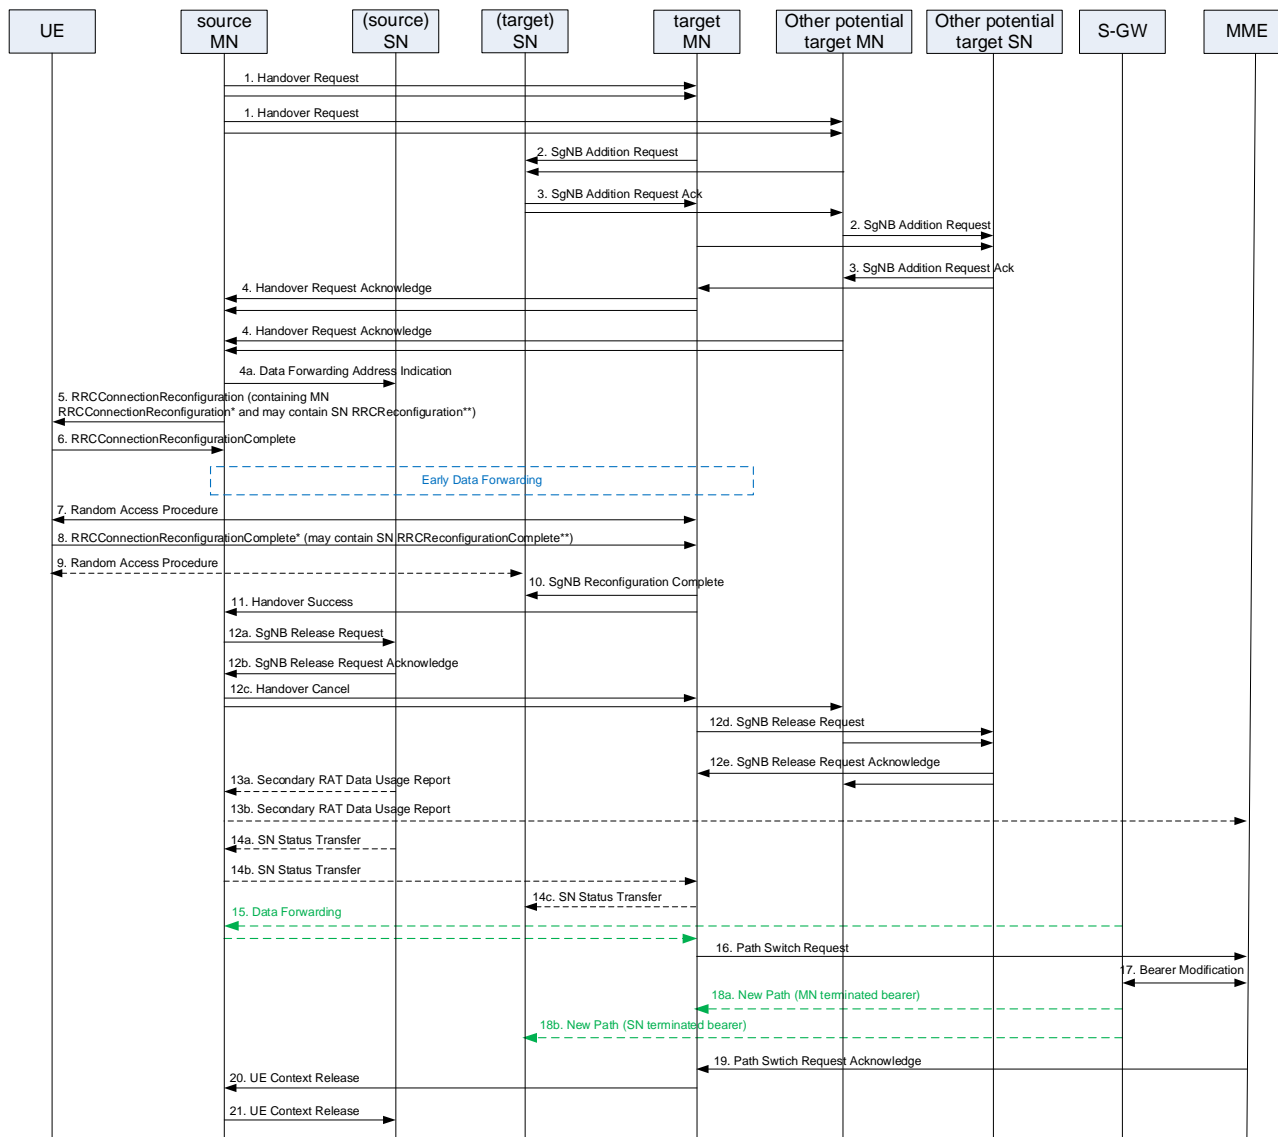 UE
source
MN
(source)
SN
(target)
SN
target
MN
Other potential
target MN
Other potential
target SN
S-GW
MME
1. Handover Request
1. Handover Request
2. SgNB Addition Request
3. SgNB Addition Request Ack
2. SgNB Addition Request
3. SgNB Addition Request Ack
4. Handover Request Acknowledge
4. Handover Request Acknowledge
4a. Data Forwarding Address Indication
5. RRCConnectionReconfiguration (containing MN
RRCConnectionReconfiguration* and may contain SN RRCReconfiguration**)
6. RRCConnectionReconfigurationComplete
Early Data Forwarding
7. Random Access Procedure
8. RRCConnectionReconfigurationComplete* (may contain SN RRCReconfigurationComplete**)
9. Random Access Procedure
10. SgNB Reconfiguration Complete
11. Handover Success
12a. SgNB Release Request
12b. SgNB Release Request Acknowledge
12c. Handover Cancel
12d. SgNB Release Request
12e. SgNB Release Request Acknowledge
13a. Secondary RAT Data Usage Report
13b. Secondary RAT Data Usage Report
14a. SN Status Transfer
14b. SN Status Transfer
14c. SN Status Transfer
15. Data Forwarding
16. Path Switch Request
17. Bearer Modification
18a. New Path (MN terminated bearer)
18b. New Path (SN terminated bearer)
19. Path Swtich Request Acknowledge
20. UE Context Release
21. UE Context Release